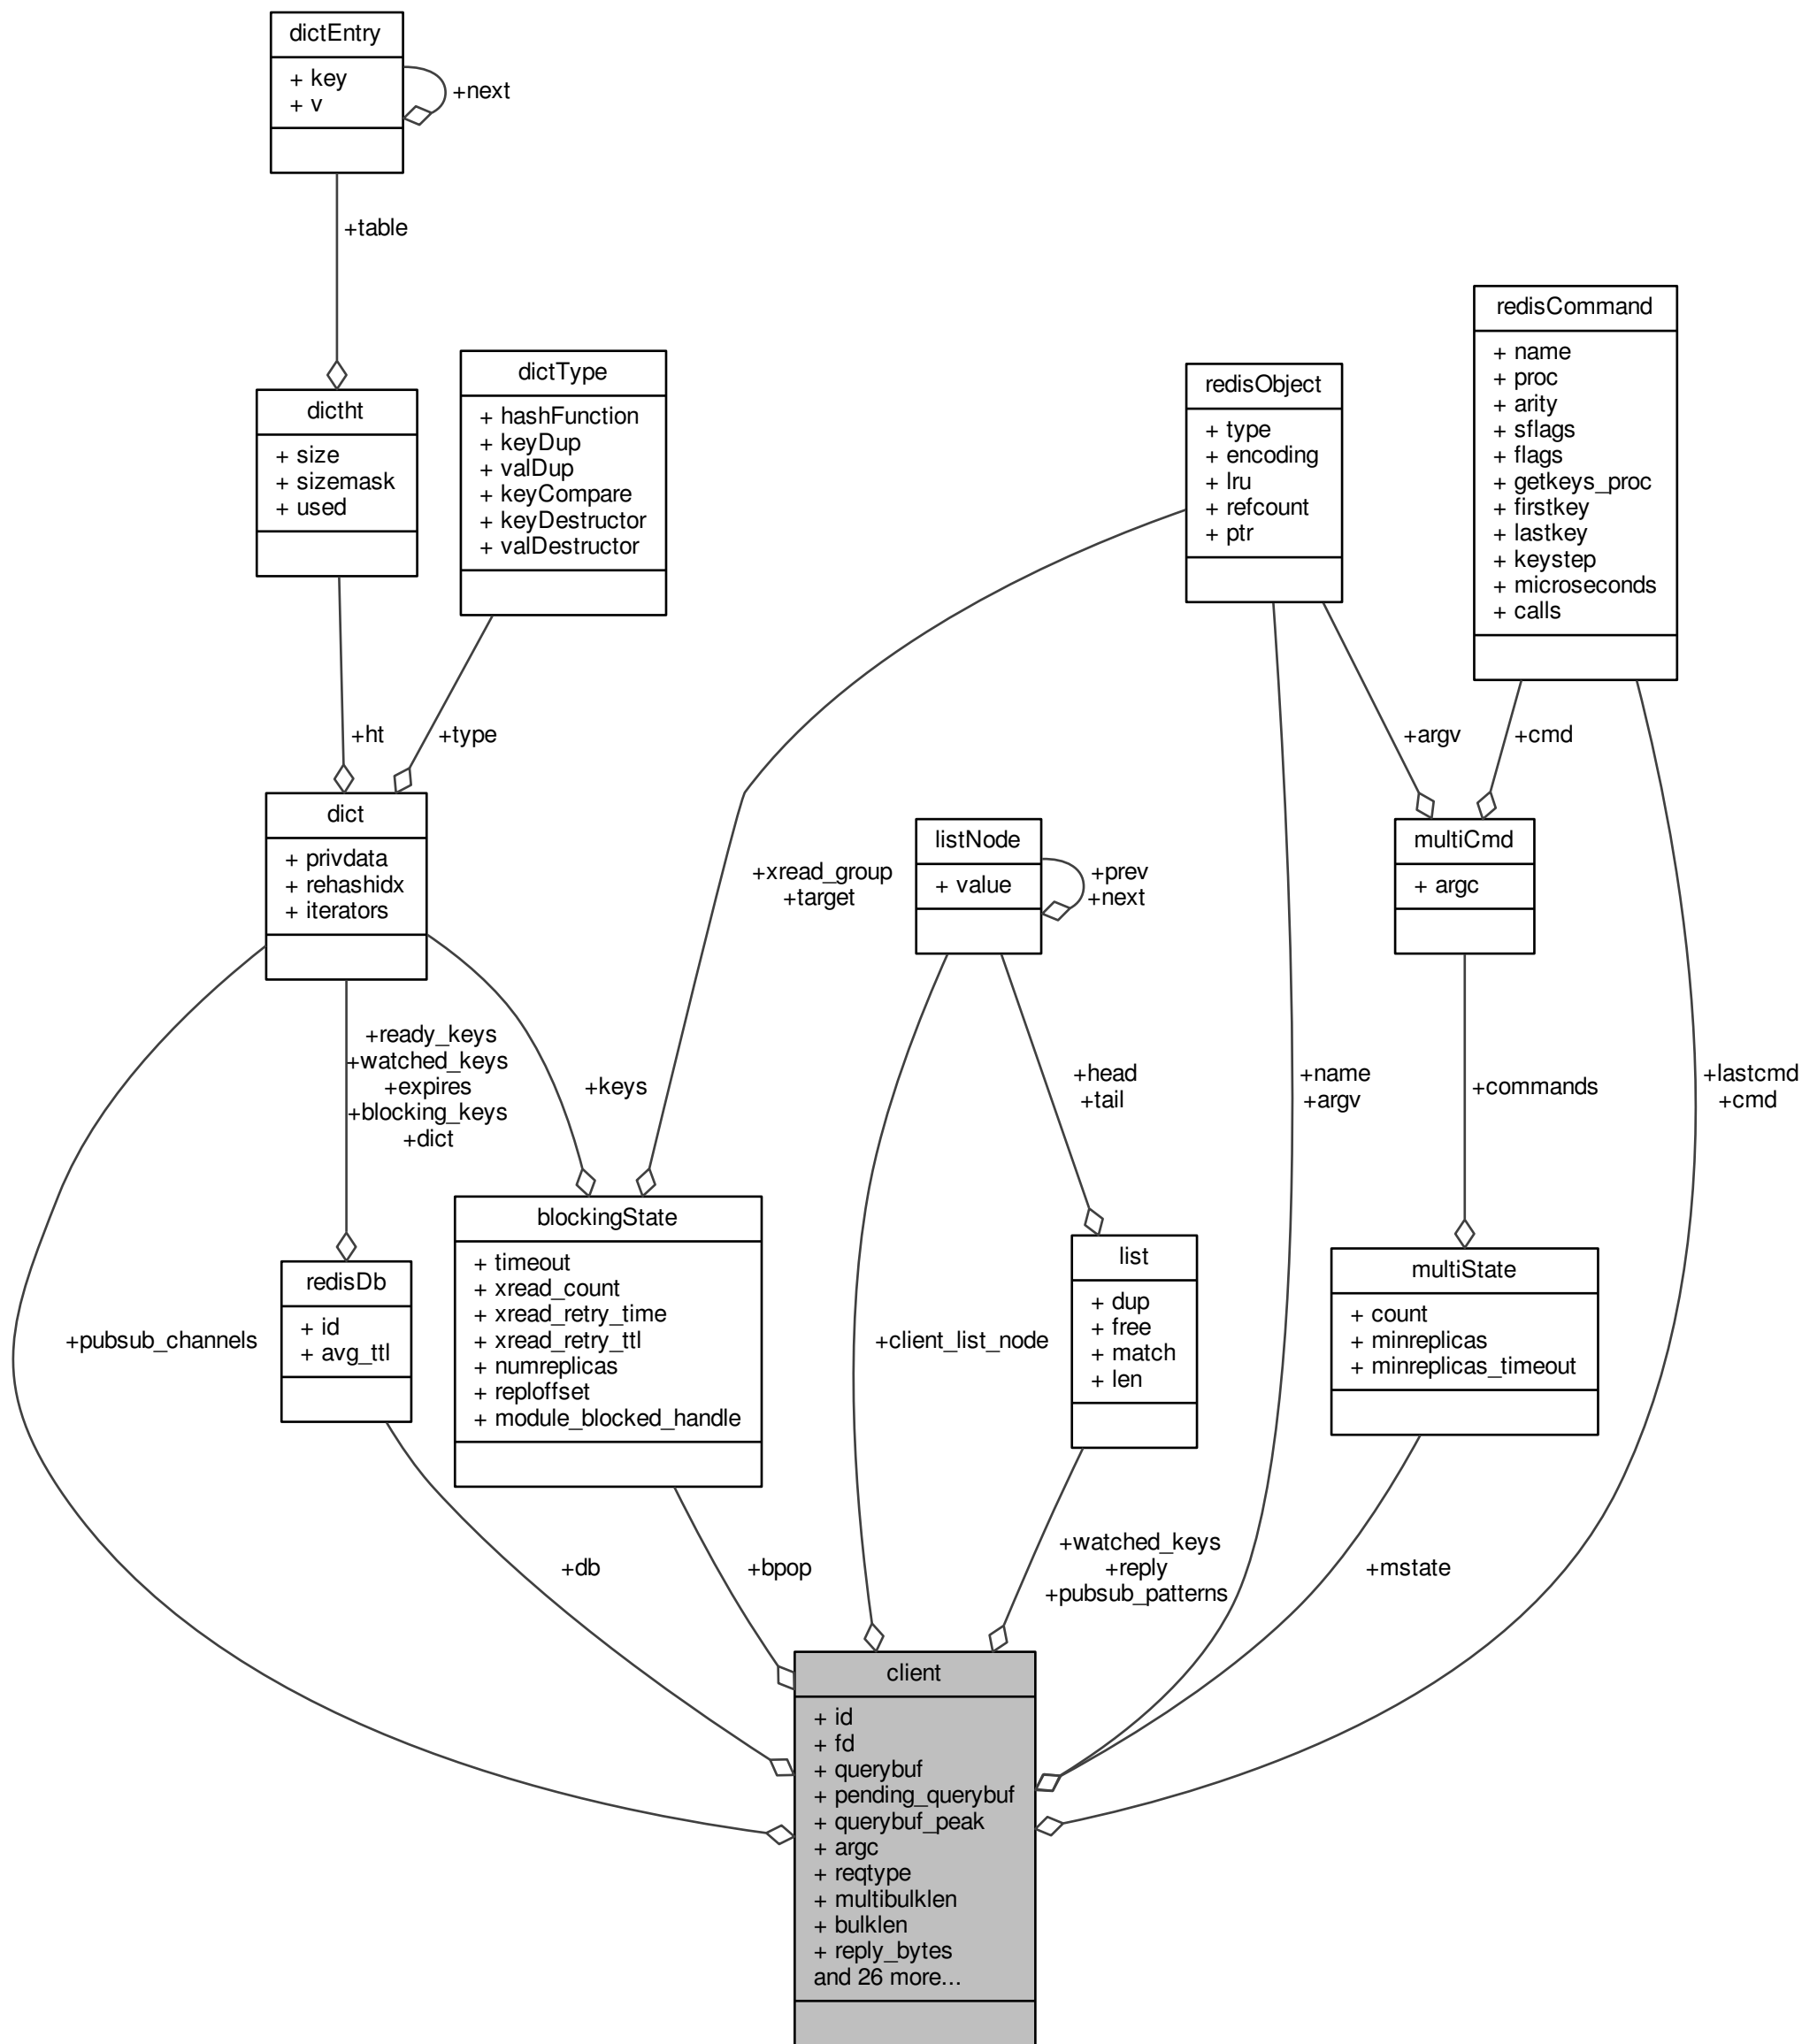 dictEntry
+ key
+ v
+next
+table
redisCommand
+ name
+ proc
+ arity
+ sflags
+ flags
+ getkeys_proc
+ firstkey
+ lastkey
+ keystep
+ microseconds
+ calls
dictType
+ hashFunction
+ keyDup
+ valDup
+ keyCompare
+ keyDestructor
+ valDestructor
redisObject
+ type
+ encoding
+ lru
+ refcount
+ ptr
dictht
+ size
+ sizemask
+ used
+ht
+type
+argv
+cmd
dict
+ privdata
+ rehashidx
+ iterators
+xread_group
+target
listNode
+ value
+prev
+next
multiCmd
+ argc
+ready_keys
+watched_keys
+expires
+blocking_keys
+dict
+keys
+head
+tail
+name
+argv
+commands
+lastcmd
+cmd
+pubsub_channels
redisDb
+ id
+ avg_ttl
blockingState
+ timeout
+ xread_count
+ xread_retry_time
+ xread_retry_ttl
+ numreplicas
+ reploffset
+ module_blocked_handle
+client_list_node
list
+ dup
+ free
+ match
+ len
multiState
+ count
+ minreplicas
+ minreplicas_timeout
+db
+bpop
+watched_keys
+reply
+pubsub_patterns
+mstate
client
+ id
+ fd
+ querybuf
+ pending_querybuf
+ querybuf_peak
+ argc
+ reqtype
+ multibulklen
+ bulklen
+ reply_bytes
and 26 more...